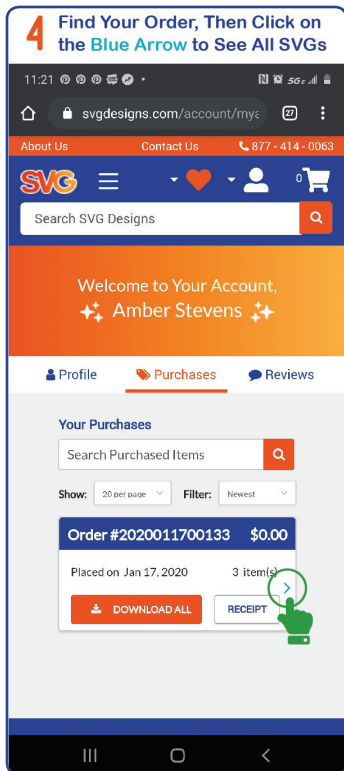 4 Find Your Order, Then Click on
the Blue Arrow to See All SVGs
11:21
5G
svgdesigns.com/account/mya
27
About Us Contact Us 877 - 414 - 0063
SVG
0
Search SVG Designs
Welcome to Your Account,
Amber Stevens
Profile Purchases Reviews
Your Purchases
Search Purchased Items
Show: 20 per page Filter: Newest
Order #2020011700133 $0.00
Placed on Jan 17, 2020 3 item(s)
DOWNLOAD ALL RECEIPT